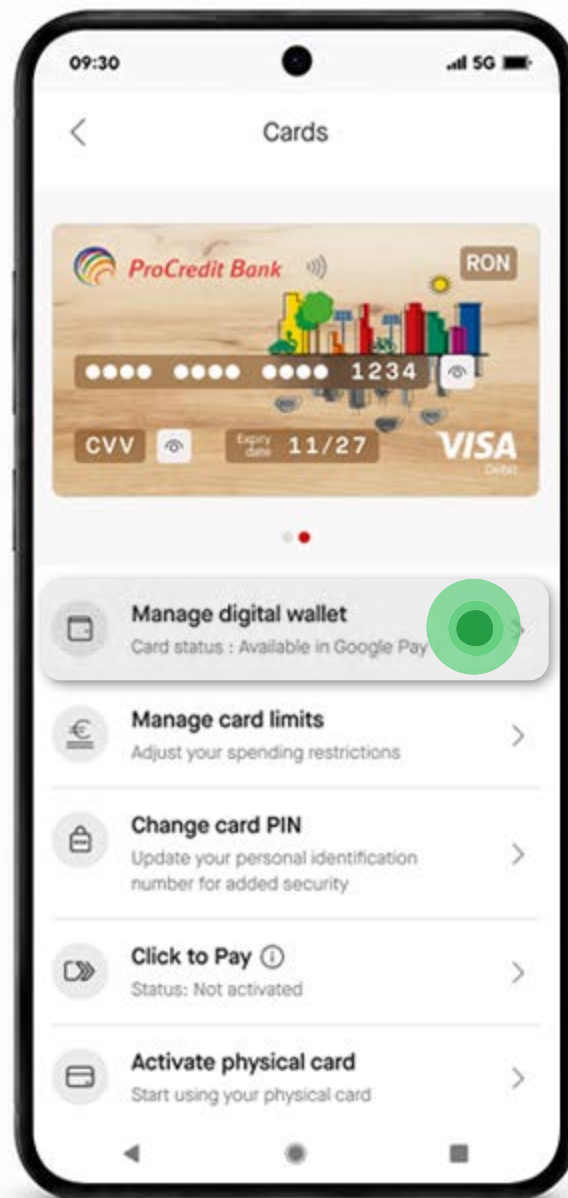 09:30 5G
Cards
ProCredit Bank RON
•••• •••• •••• 1234
CVV Expiry date 11/27 VISA
Debit
Manage digital wallet
Card status : Available in Google Pay
Manage card limits
Adjust your spending restrictions
Change card PIN
Update your personal identification
number for added security
Click to Pay
Status: Not activated
Activate physical card
Start using your physical card